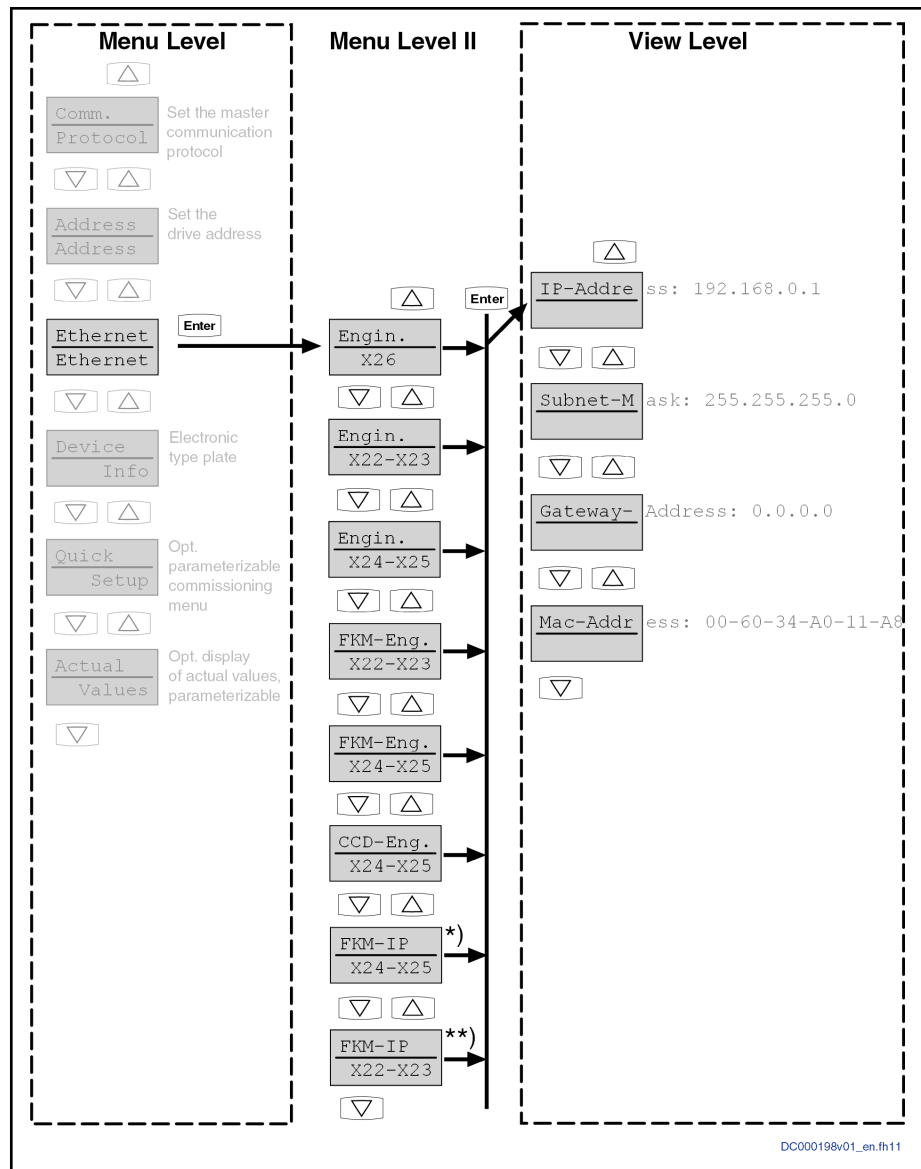 Menu Level
Comm.
Protocol
Set the master
communication
protocol
Address
Address
Set the
drive address
Ethernet
Ethernet
Enter
Device
Info
Electronic
type plate
Quick
Setup
Opt.
parameterizable
commissioning
menu
Actual
Values
Opt. display
of actual values,
parameterizable
Menu Level II
Enter
Engin.
X26
Engin.
X22-X23
Engin.
X24-X25
FKM-Eng.
X22-X23
FKM-Eng.
X24-X25
CCD-Eng.
X24-X25
FKM-IP *)
X24-X25
FKM-IP **)
X22-X23
View Level
IP-Address: 192.168.0.1
Subnet-Mask: 255.255.255.0
Gateway-Address: 0.0.0.0
Mac-Address: 00-60-34-A0-11-A8
DC000198v01_en.fh11